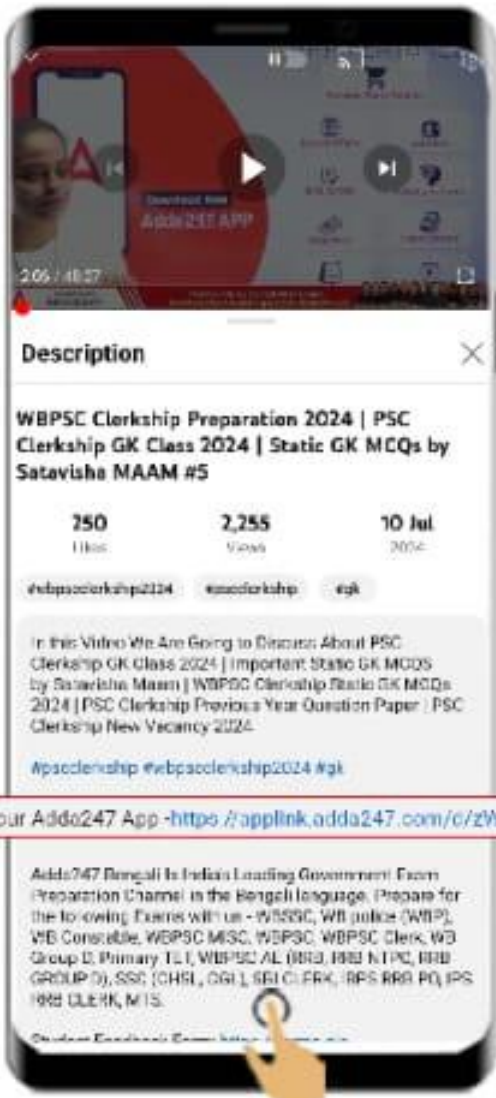 Download Now
Adda247 APP
2:06 / 48:27
Description
WBPSC Clerkship Preparation 2024 | PSC
Clerkship GK Class 2024 | Static GK MCQs by
Satavisha MAAM #5
250 2,255 10 Jul
Likes Views 2024
#wbpscclerkship2024 #pscclerkship #gk
In this Video We Are Going to Discuss About PSC
Clerkship GK Class 2024 | Important Static GK MCQS
by Satavisha Maam | WBPSC Clerkship Static GK MCQs
2024 | PSC Clerkship Previous Year Question Paper | PSC
Clerkship New Vacancy 2024
#pscclerkship #wbpscclerkship2024 #gk
our Adda247 App -https://applink.adda247.com/d/zW
Adda247 Bengali Is India's Leading Government Exam
Preparation Channel in the Bengali language. Prepare for
the following Exams with us - WBSSC, WB police (WBP),
WB Constable, WBPSC MISC, WBPSC, WBPSC Clerk, WB
Group D, Primary TET, WBPSC AE (RRB, RRB NTPC, RRB
GROUP D), SSC (CHSL, CGL), SBI CLERK, IBPS RRB PO, IPS
RRB CLERK, MTS.
Student Feedback Form: